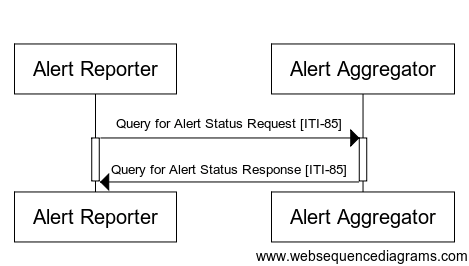 Alert Reporter
Alert Aggregator
Query for Alert Status Request [ITI-85]
Query for Alert Status Response [ITI-85]
Alert Reporter
Alert Aggregator
www.websequencediagrams.com